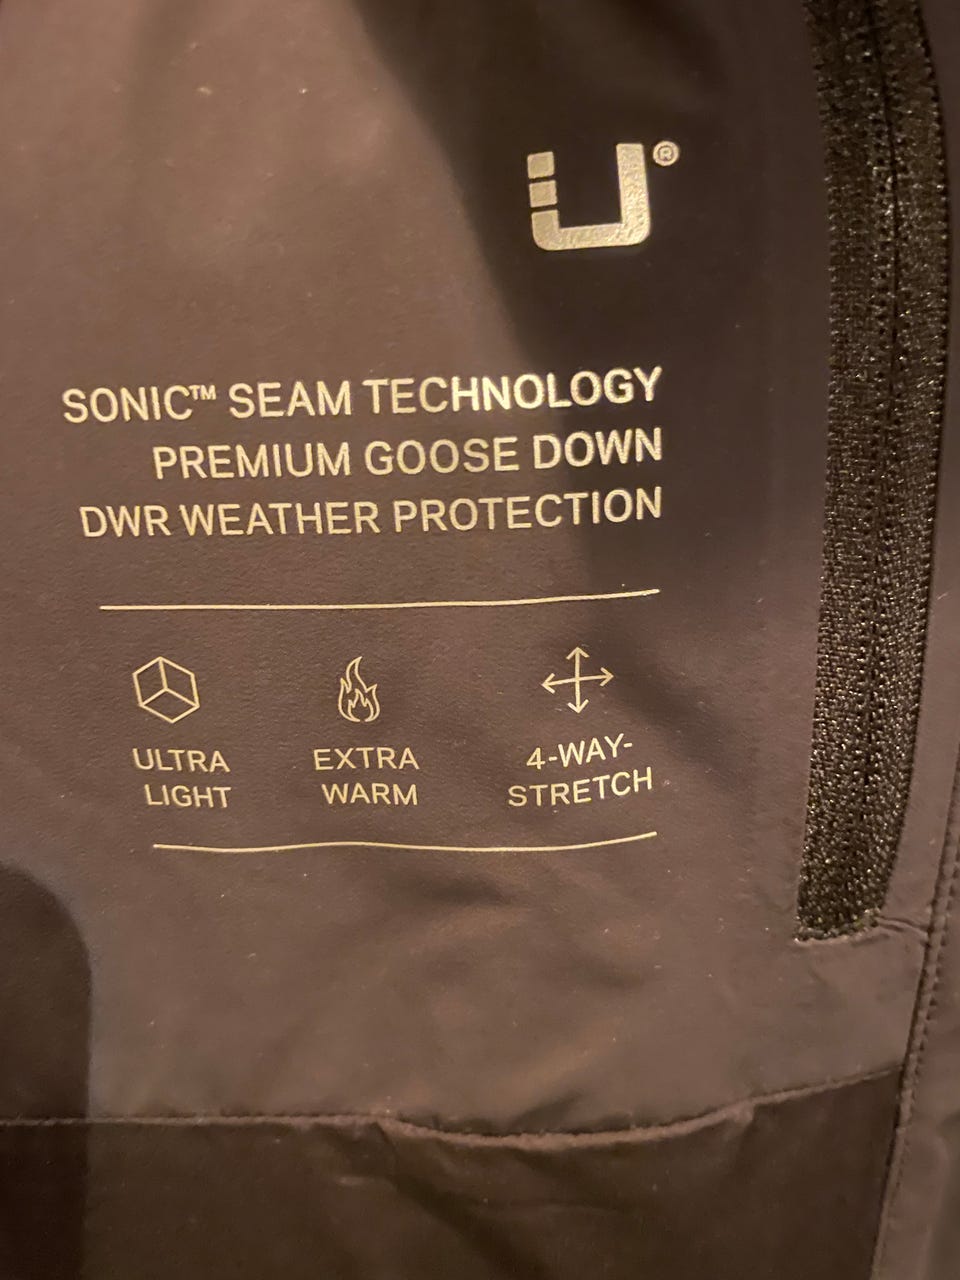 U®
SONIC™ SEAM TECHNOLOGY
PREMIUM GOOSE DOWN
DWR WEATHER PROTECTION
ULTRA LIGHT
EXTRA WARM
4-WAY-
STRETCH